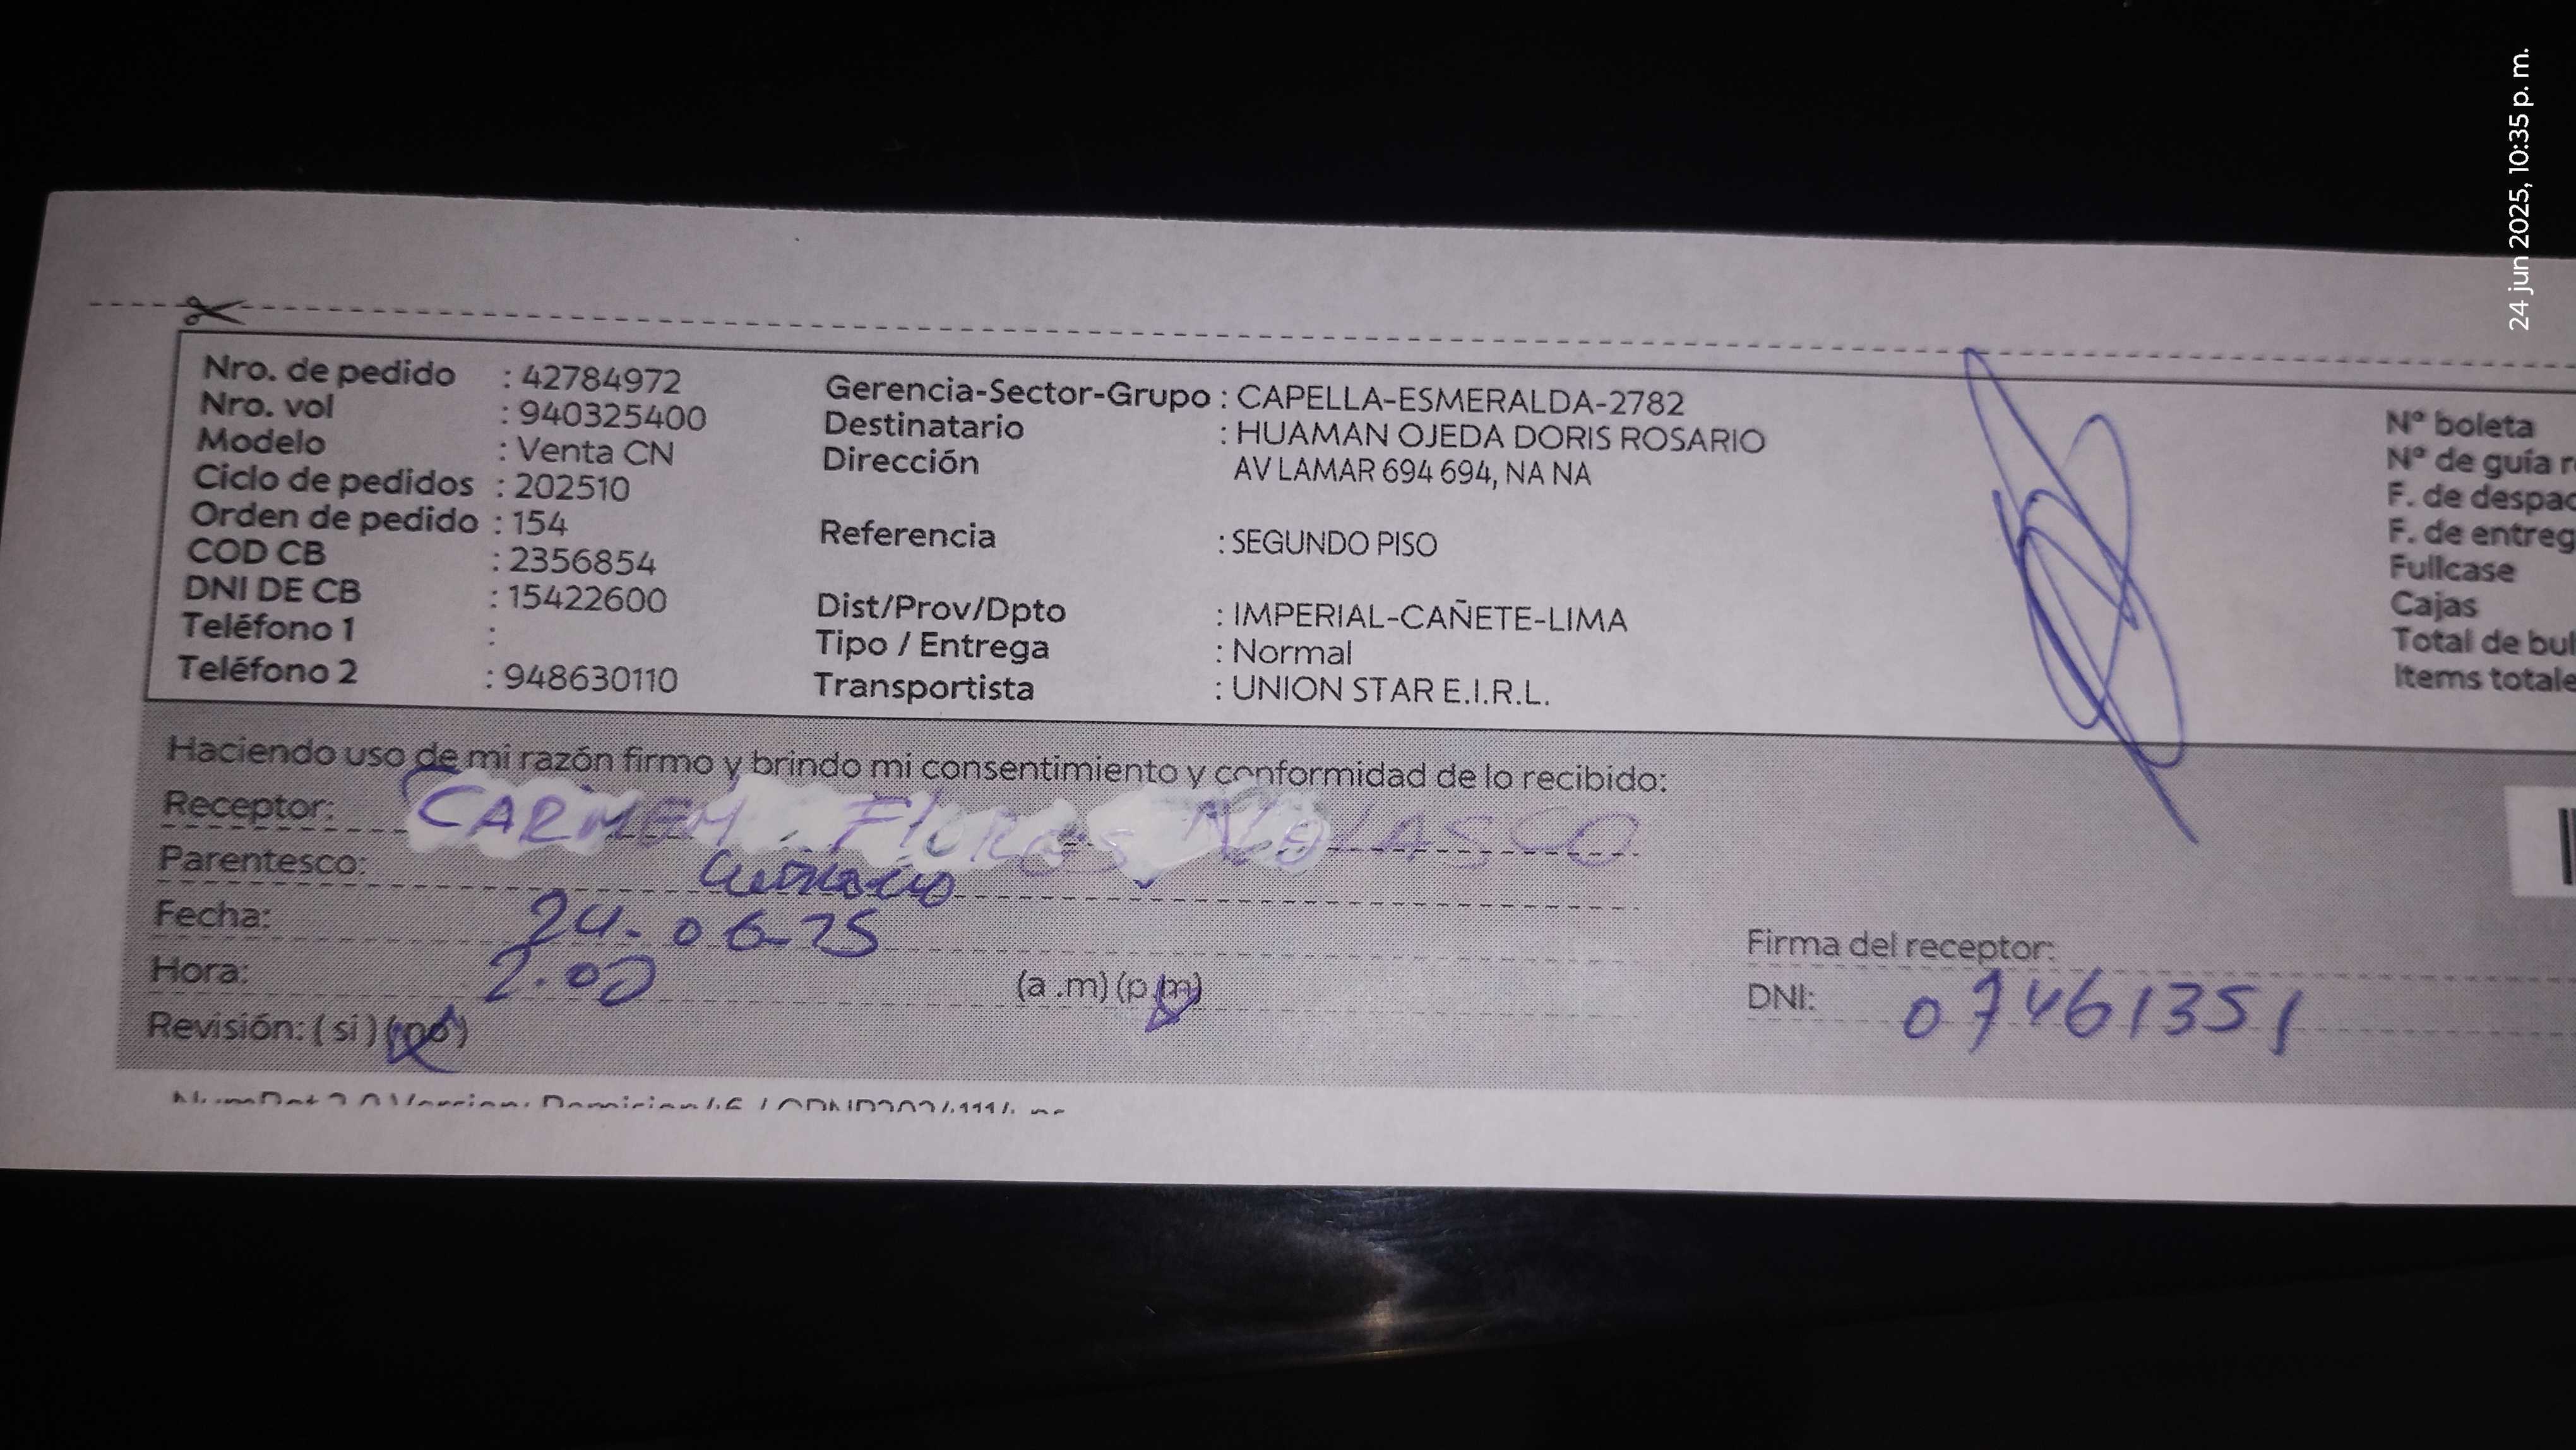 24 jun 2025, 10:35 p. m.
Nro. de pedido : 42784972
Nro. vol : 940325400
Modelo : Venta CN
Ciclo de pedidos : 202510
Orden de pedido : 154
COD CB : 2356854
DNI DE CB : 15422600
Teléfono 1 :
Teléfono 2 : 948630110
Gerencia-Sector-Grupo : CAPELLA-ESMERALDA-2782
Destinatario : HUAMAN OJEDA DORIS ROSARIO
Dirección AV LAMAR 694 694, NA NA
Referencia : SEGUNDO PISO
Dist/Prov/Dpto : IMPERIAL-CAÑETE-LIMA
Tipo / Entrega : Normal
Transportista : UNION STAR E.I.R.L.
Nº boleta
Nº de guía
F. de
F. de
Fullcase
Cajas
Total de
Items
Haciendo uso de mi razón firmo y brindo mi consentimiento y conformidad de lo recibido:
Receptor: CARMEN FLORES NOLASCO
Parentesco:
Fecha: 24-06-25
Hora: 2.00 (a .m) (p.m)
Revisión: ( si ) ( no )
Firma del receptor:
DNI: 07461351